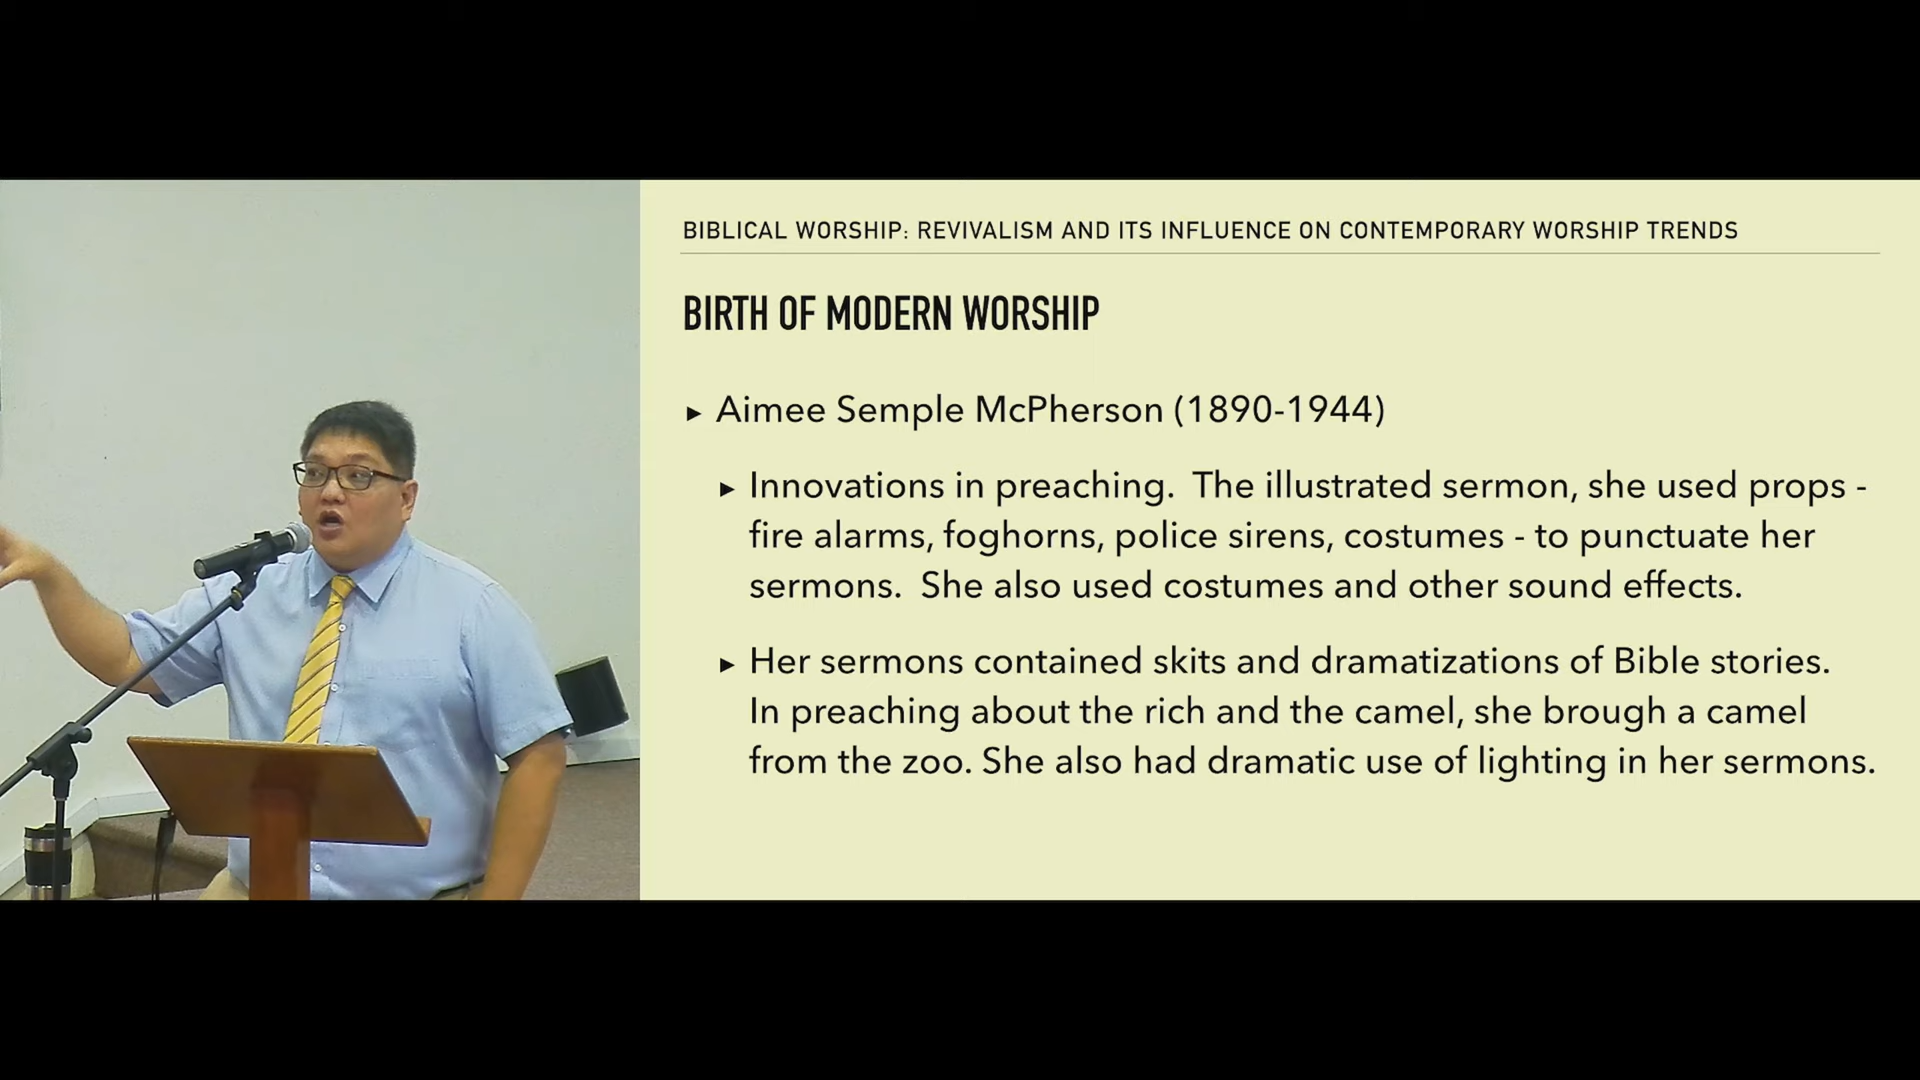 BIBLICAL WORSHIP: REVIVALISM AND ITS INFLUENCE ON CONTEMPORARY WORSHIP TRENDS
BIRTH OF MODERN WORSHIP
▸ Aimee Semple McPherson (1890-1944)
▸ Innovations in preaching.  The illustrated sermon, she used props -
fire alarms, foghorns, police sirens, costumes - to punctuate her
sermons.  She also used costumes and other sound effects.
▸ Her sermons contained skits and dramatizations of Bible stories.
In preaching about the rich and the camel, she brough a camel
from the zoo. She also had dramatic use of lighting in her sermons.